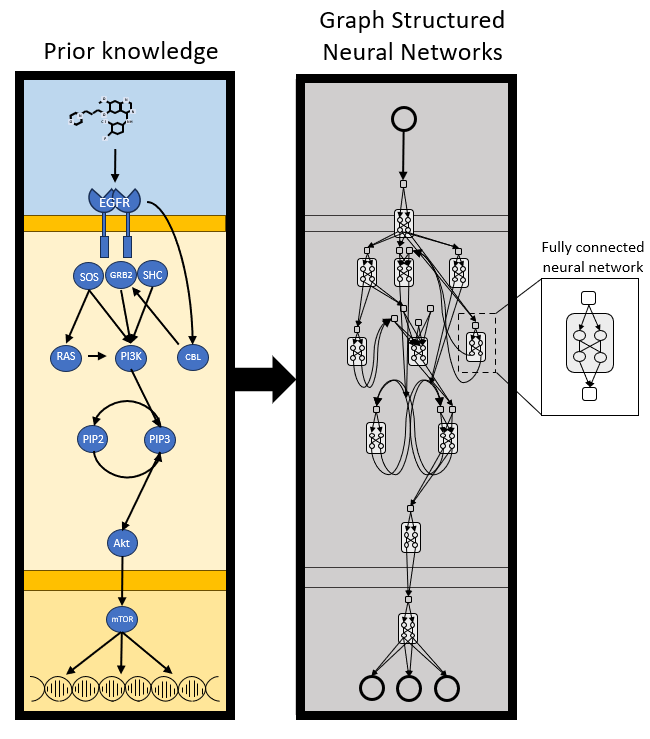 Prior knowledge
Graph Structured
Neural Networks
EGFR
SOS
GRB2
SHC
RAS
PI3K
CBL
PIP2
PIP3
Akt
mTOR
Fully connected
neural network